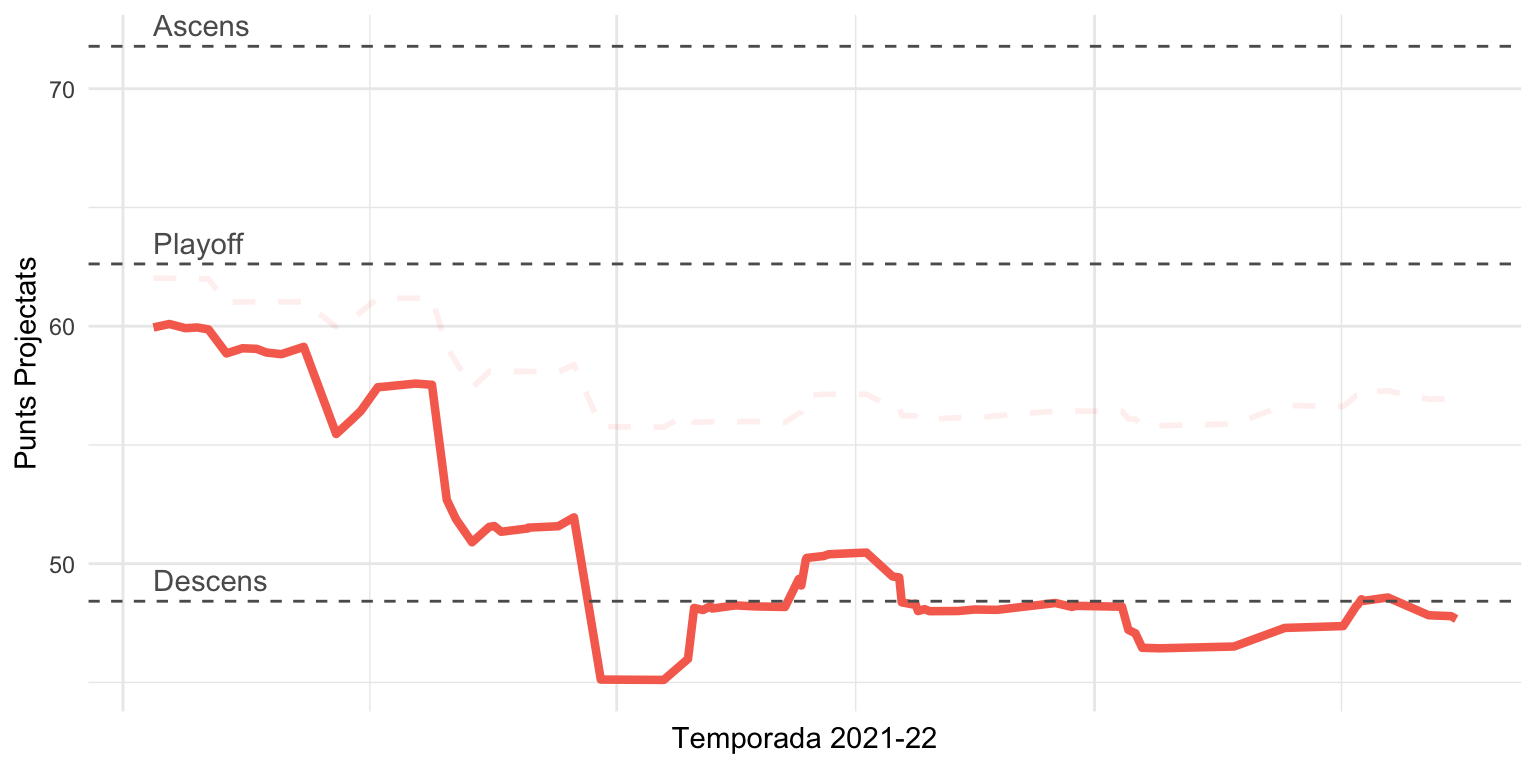 Ascens
70
Playoff
60
Descens
50
Punts Projectats
Temporada 2021-22